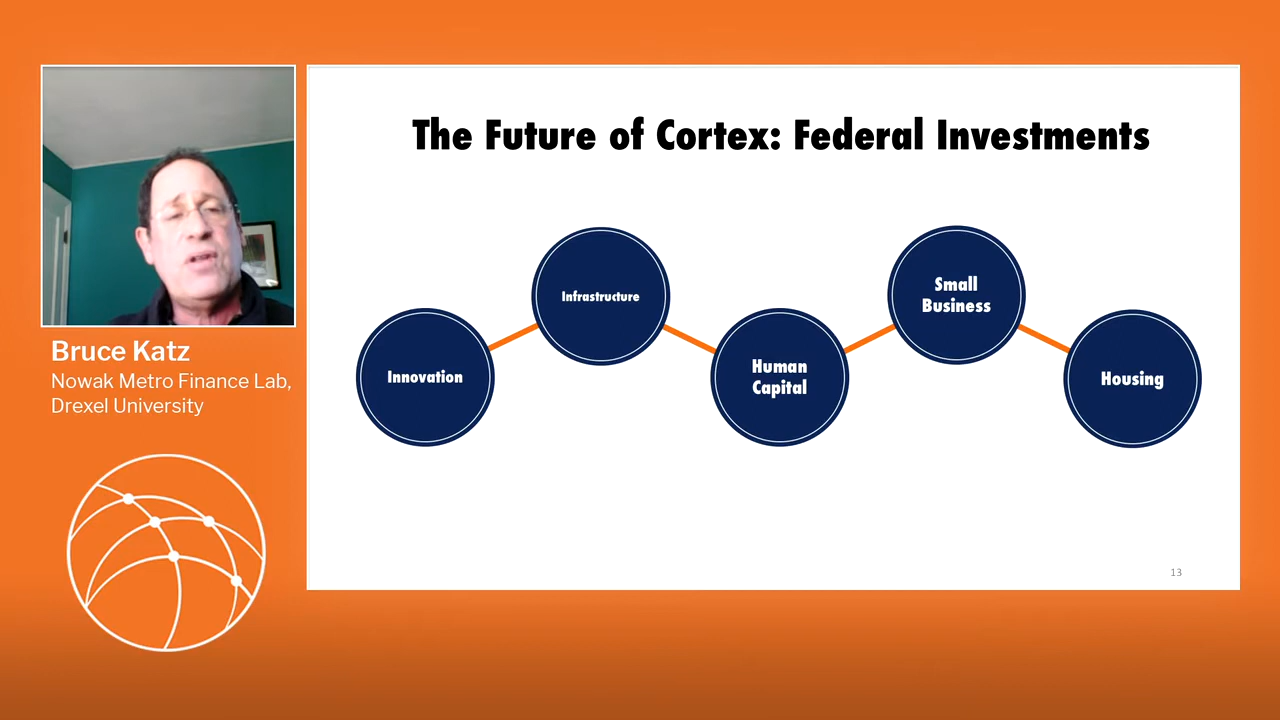 The Future of Cortex: Federal Investments
Innovation
Infrastructure
Human
Capital
Small
Business
Housing
13
Bruce Katz
Nowak Metro Finance Lab,
Drexel University